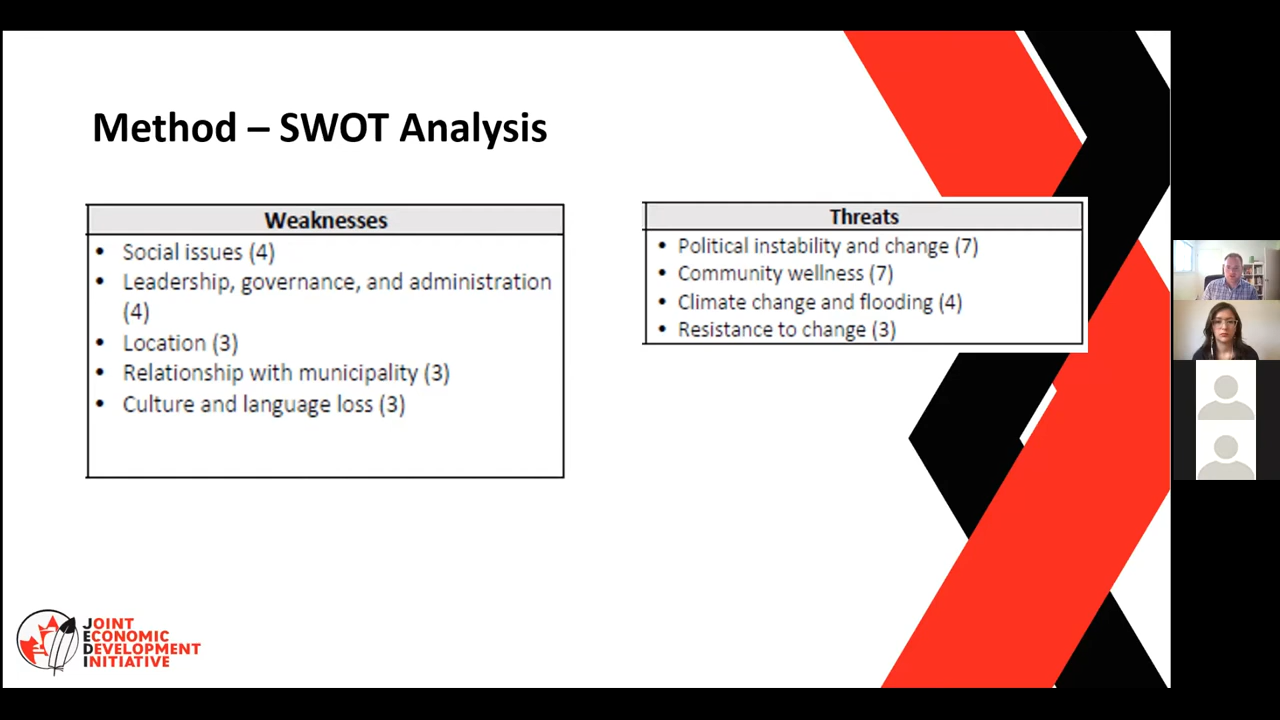 Method – SWOT Analysis
Weaknesses
• Social issues (4)
• Leadership, governance, and administration
(4)
• Location (3)
• Relationship with municipality (3)
• Culture and language loss (3)
Threats
• Political instability and change (7)
• Community wellness (7)
• Climate change and flooding (4)
• Resistance to change (3)
JOINT
ECONOMIC
DEVELOPMENT
INITIATIVE